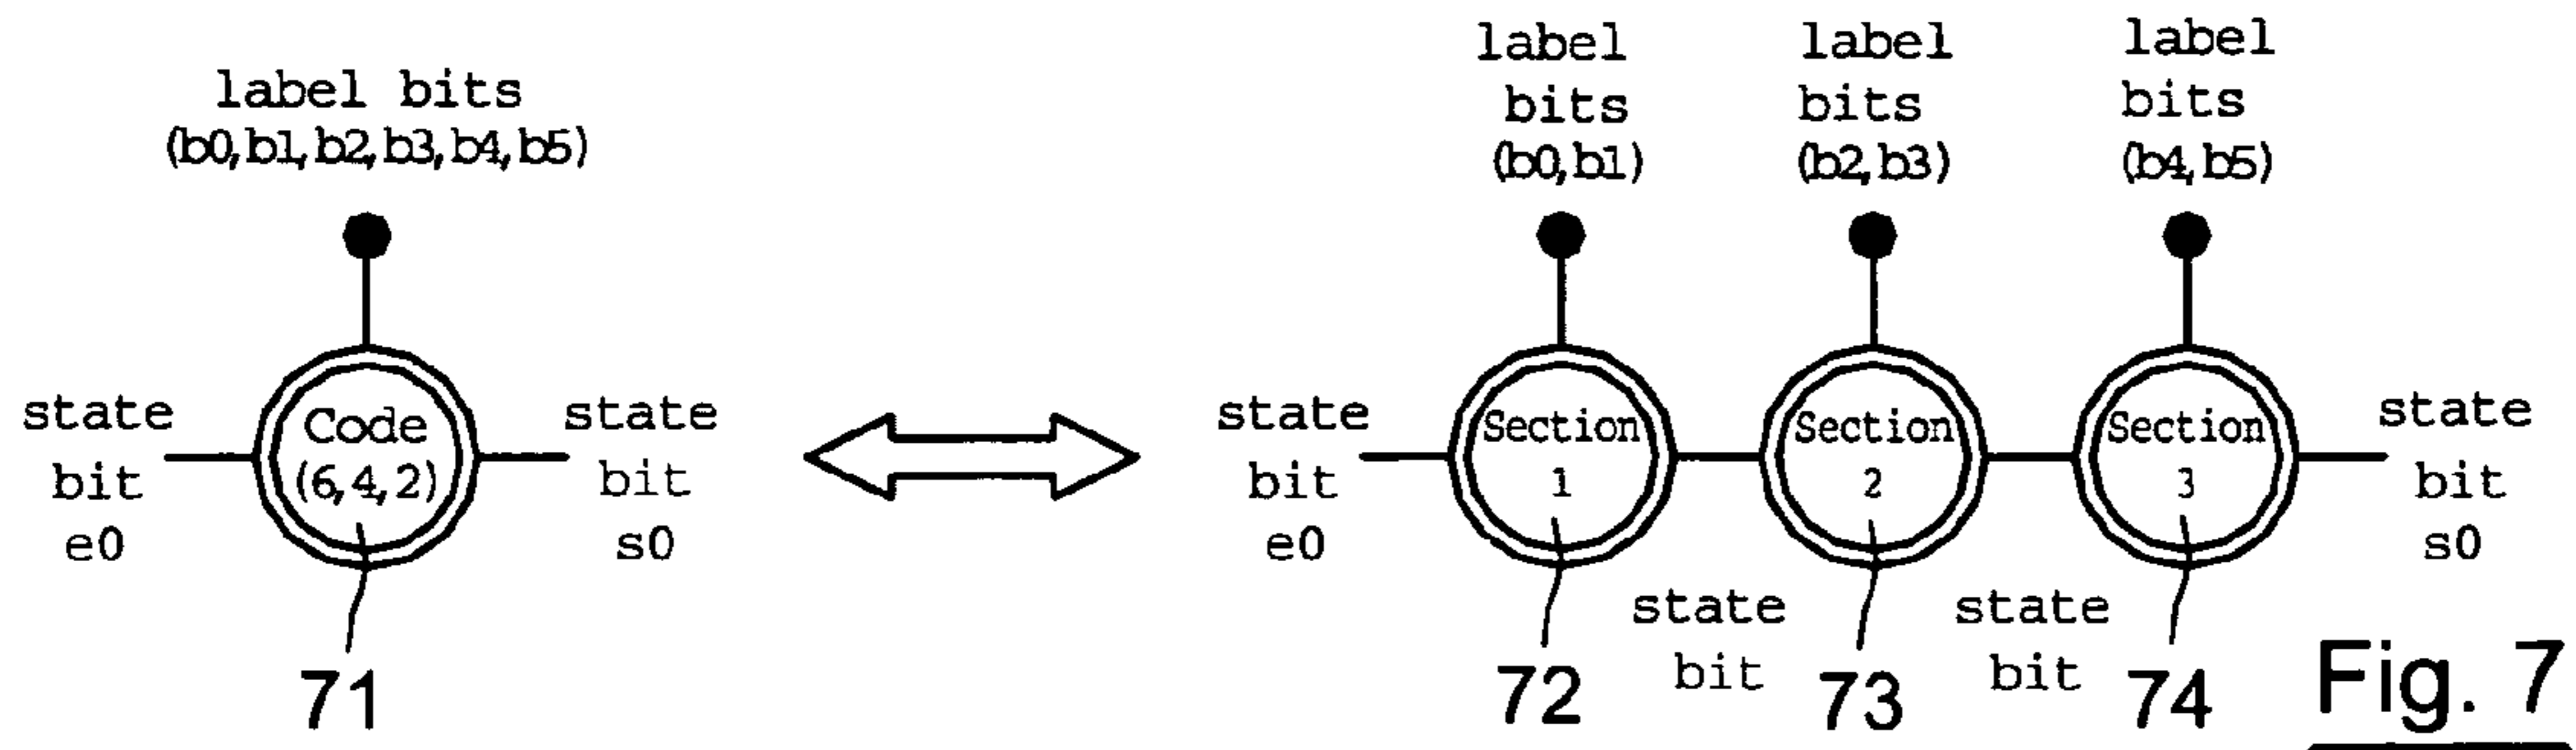 label bits
(b0,b1,b2,b3,b4,b5)
state
bit
e0
Code
(6,4,2)
state
bit
s0
71
label
bits
(b0,b1)
label
bits
(b2,b3)
label
bits
(b4,b5)
state
bit
e0
Section
1
Section
2
Section
3
state
bit
s0
72
state
bit
73
state
bit
74
Fig. 7